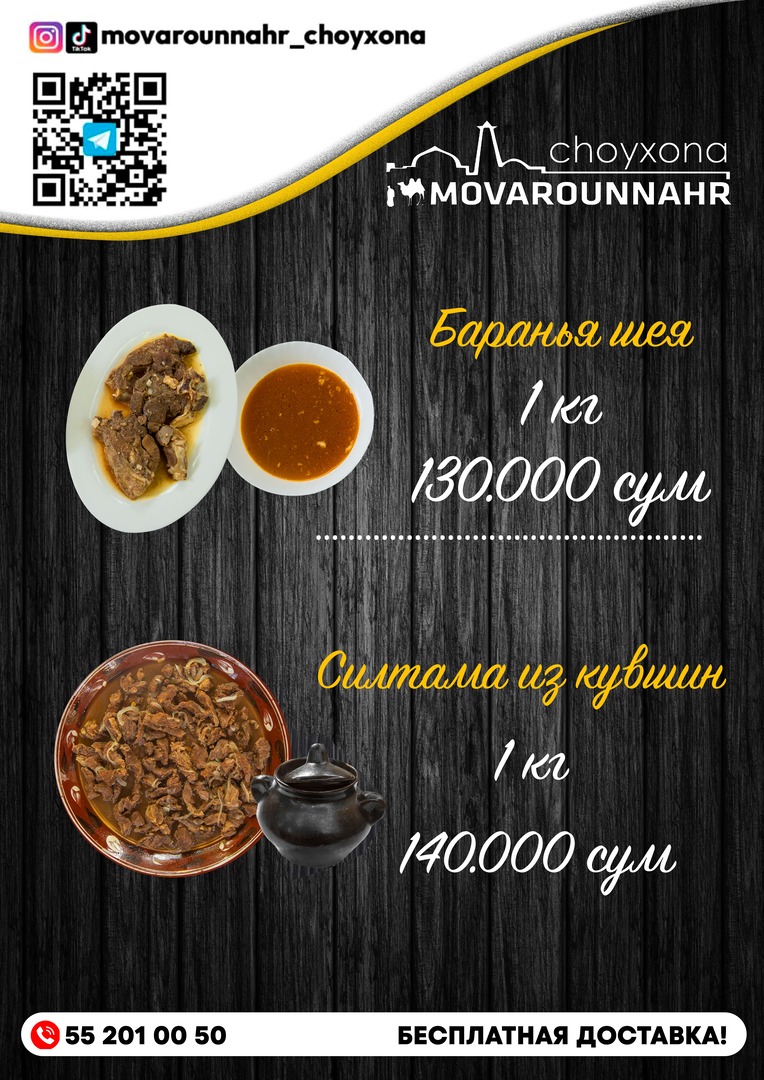 TikTok
movarounnahr_choyxona
choyxona
MOVAROUNNAHR
Баранья шея
1 кг
130.000 сум
Силтама из кувшин
1 кг
140.000 сум
55 201 00 50
БЕСПЛАТНАЯ ДОСТАВКА!